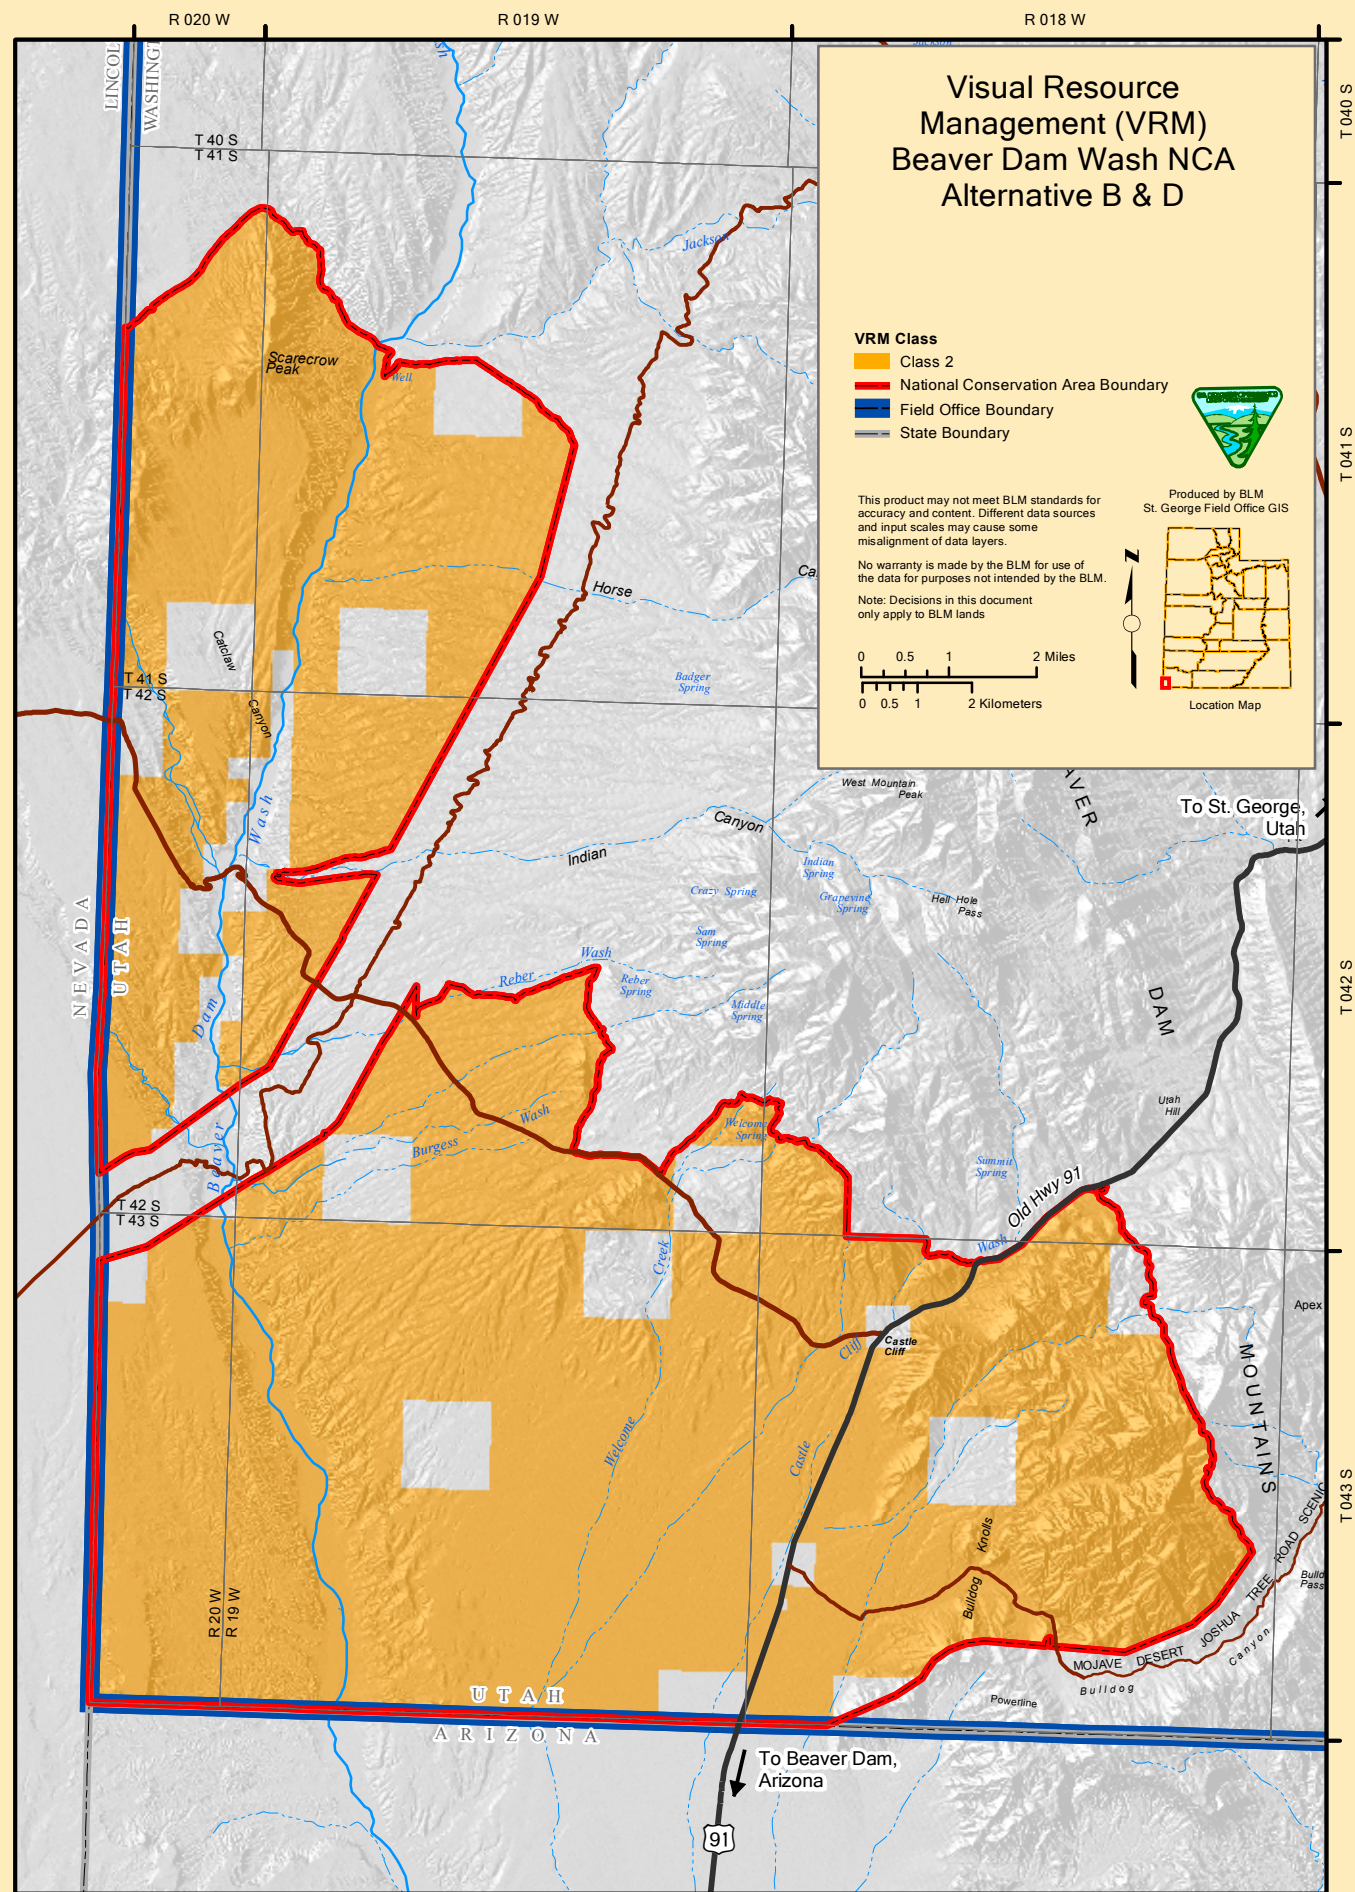 R 020 W
R 019 W
R 018 W
T 040 S
T 041 S
T 042 S
T 043 S
Visual Resource
Management (VRM)
Beaver Dam Wash NCA
Alternative B & D
VRM Class
Class 2
National Conservation Area Boundary
Field Office Boundary
State Boundary
This product may not meet BLM standards for
accuracy and content. Different data sources
and input scales may cause some
misalignment of data layers.
No warranty is made by the BLM for use of
the data for purposes not intended by the BLM.
Note: Decisions in this document
only apply to BLM lands
Produced by BLM
St. George Field Office GIS
0 0.5 1 2 Miles
0 0.5 1 2 Kilometers
Location Map
LINCOL
WASHINGT
T 40 S
T 41 S
Jackson
Jackson
Scarecrow
Peak
Well
Horse
Ca
Catclaw
Canyon
T 41 S
T 42 S
Badger
Spring
West Mountain
Peak
AVER
To St. George,
Utah
Wash
Canyon
Indian
Indian
Spring
Crazy Spring
Grapevine
Spring
Hell Hole
Pass
Sam
Spring
NEVADA
UTAH
Wash
Reber
Reber
Spring
Middle
Spring
Dam
DAM
Utah
Hill
Wash
Burgess
Welcome
Spring
Beaver
Summit
Spring
Old Hwy 91
Wash
T 42 S
T 43 S
Creek
Apex
Castle
Cliff
Cliff
MOUNTAINS
Welcome
Castle
Knolls
Bulldog
R 20 W
R 19 W
MOJAVE DESERT JOSHUA TREE ROAD SCENIC
Bulld
Pass
Canyon
Bulldog
Powerline
UTAH
ARIZONA
To Beaver Dam,
Arizona
91